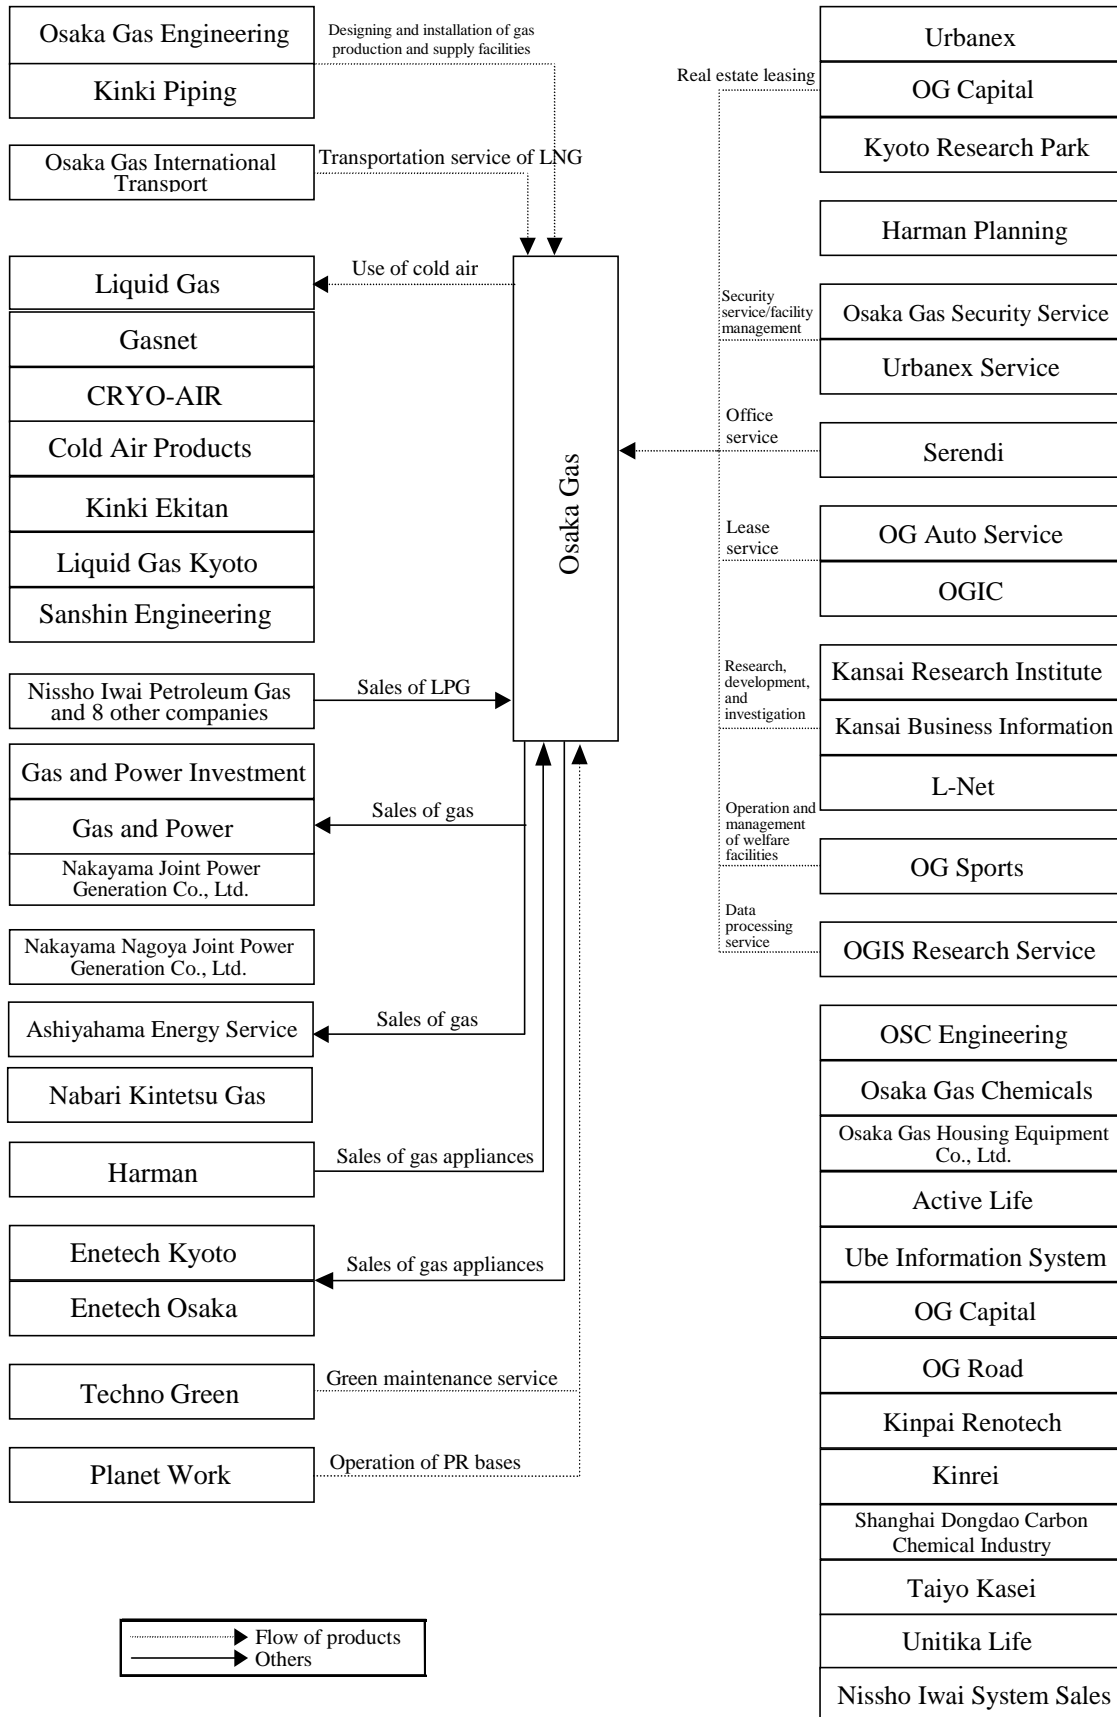 Osaka Gas Engineering
Kinki Piping
Designing and installation of gas
production and supply facilities
Osaka Gas International
Transport
Transportation service of LNG
Liquid Gas
Use of cold air
Gasnet
CRYO-AIR
Cold Air Products
Kinki Ekitan
Liquid Gas Kyoto
Sanshin Engineering
Nissho Iwai Petroleum Gas
and 8 other companies
Sales of LPG
Gas and Power Investment
Gas and Power
Sales of gas
Nakayama Joint Power
Generation Co., Ltd.
Nakayama Nagoya Joint Power
Generation Co., Ltd.
Ashiyahama Energy Service
Sales of gas
Nabari Kintetsu Gas
Harman
Sales of gas appliances
Enetech Kyoto
Sales of gas appliances
Enetech Osaka
Techno Green
Green maintenance service
Planet Work
Operation of PR bases
Osaka Gas
Urbanex
Real estate leasing
OG Capital
Kyoto Research Park
Harman Planning
Security
service/facility
management
Osaka Gas Security Service
Urbanex Service
Office
service
Serendi
Lease
service
OG Auto Service
OGIC
Research,
development,
and
investigation
Kansai Research Institute
Kansai Business Information
L-Net
Operation and
management
of welfare
facilities
OG Sports
Data
processing
service
OGIS Research Service
OSC Engineering
Osaka Gas Chemicals
Osaka Gas Housing Equipment
Co., Ltd.
Active Life
Ube Information System
OG Capital
OG Road
Kinpai Renotech
Kinrei
Shanghai Dongdao Carbon
Chemical Industry
Taiyo Kasei
Unitika Life
Nissho Iwai System Sales
Flow of products
Others